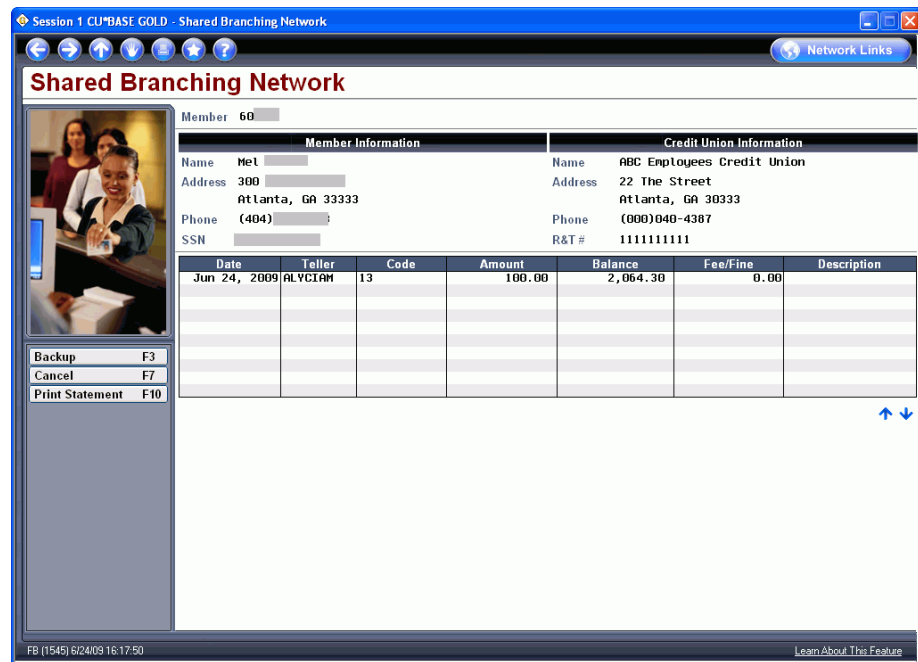 Session 1 CU*BASE GOLD - Shared Branching Network
Network Links
Shared Branching Network
Member 60
Member Information Credit Union Information
Name Mel Name ABC Employees Credit Union
Address 300 Address 22 The Street
Atlanta, GA 33333 Atlanta, GA 30333
Phone (404) Phone (000)040-4387
SSN R&T # 1111111111
Date Teller Code Amount Balance Fee/Fine Description
Jun 24, 2009 ALYCIAM 13 100.00 2,064.30 0.00
Backup F3
Cancel F7
Print Statement F10
FB (1545) 6/24/09 16:17:50 Learn About This Feature